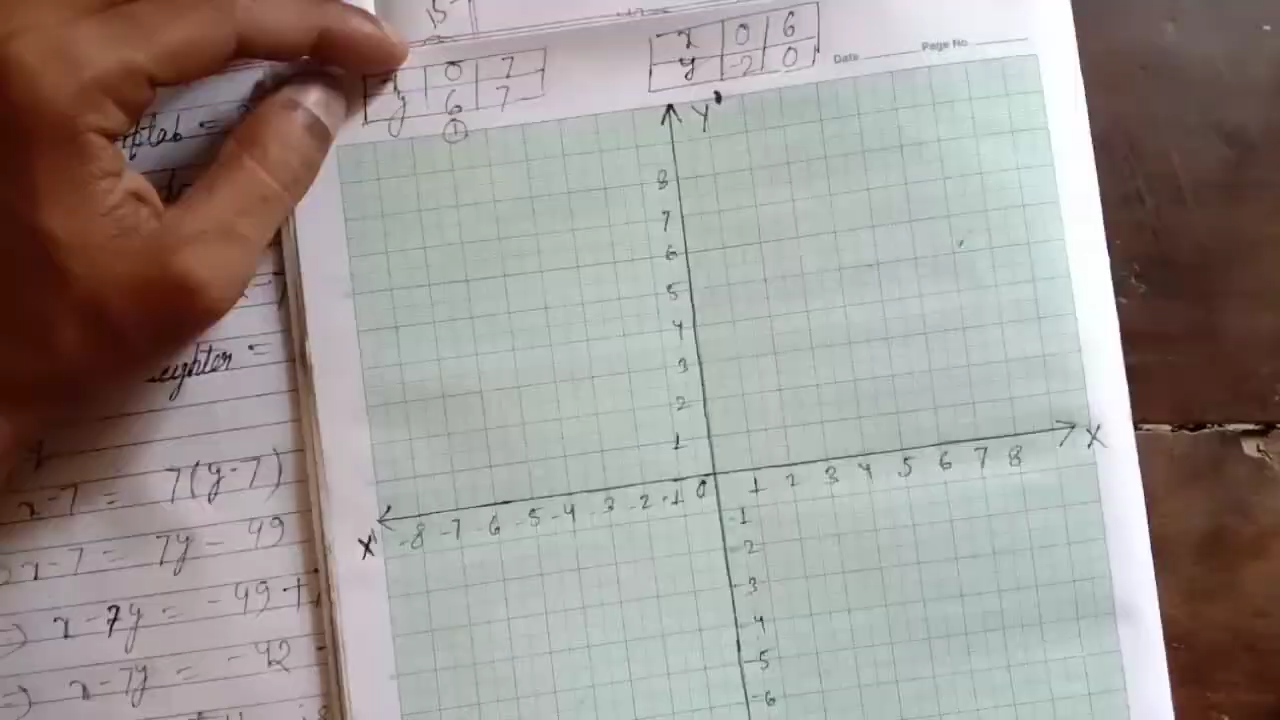 x 0 6
y -2 0
Date Page No
x 0 7
y 6 7
1
Y'
8
7
6
5
4
3
2
1
X' -8 -7 6 -5 -4 -3 -2 -1 0 1 2 3 4 5 6 7 8 X
-1
-2
3
4
-5
-6
x-7 = 7(y-7)
x-7 = 7y - 49
⇒ x-7y = -49 +
⇒ x-7y = -42